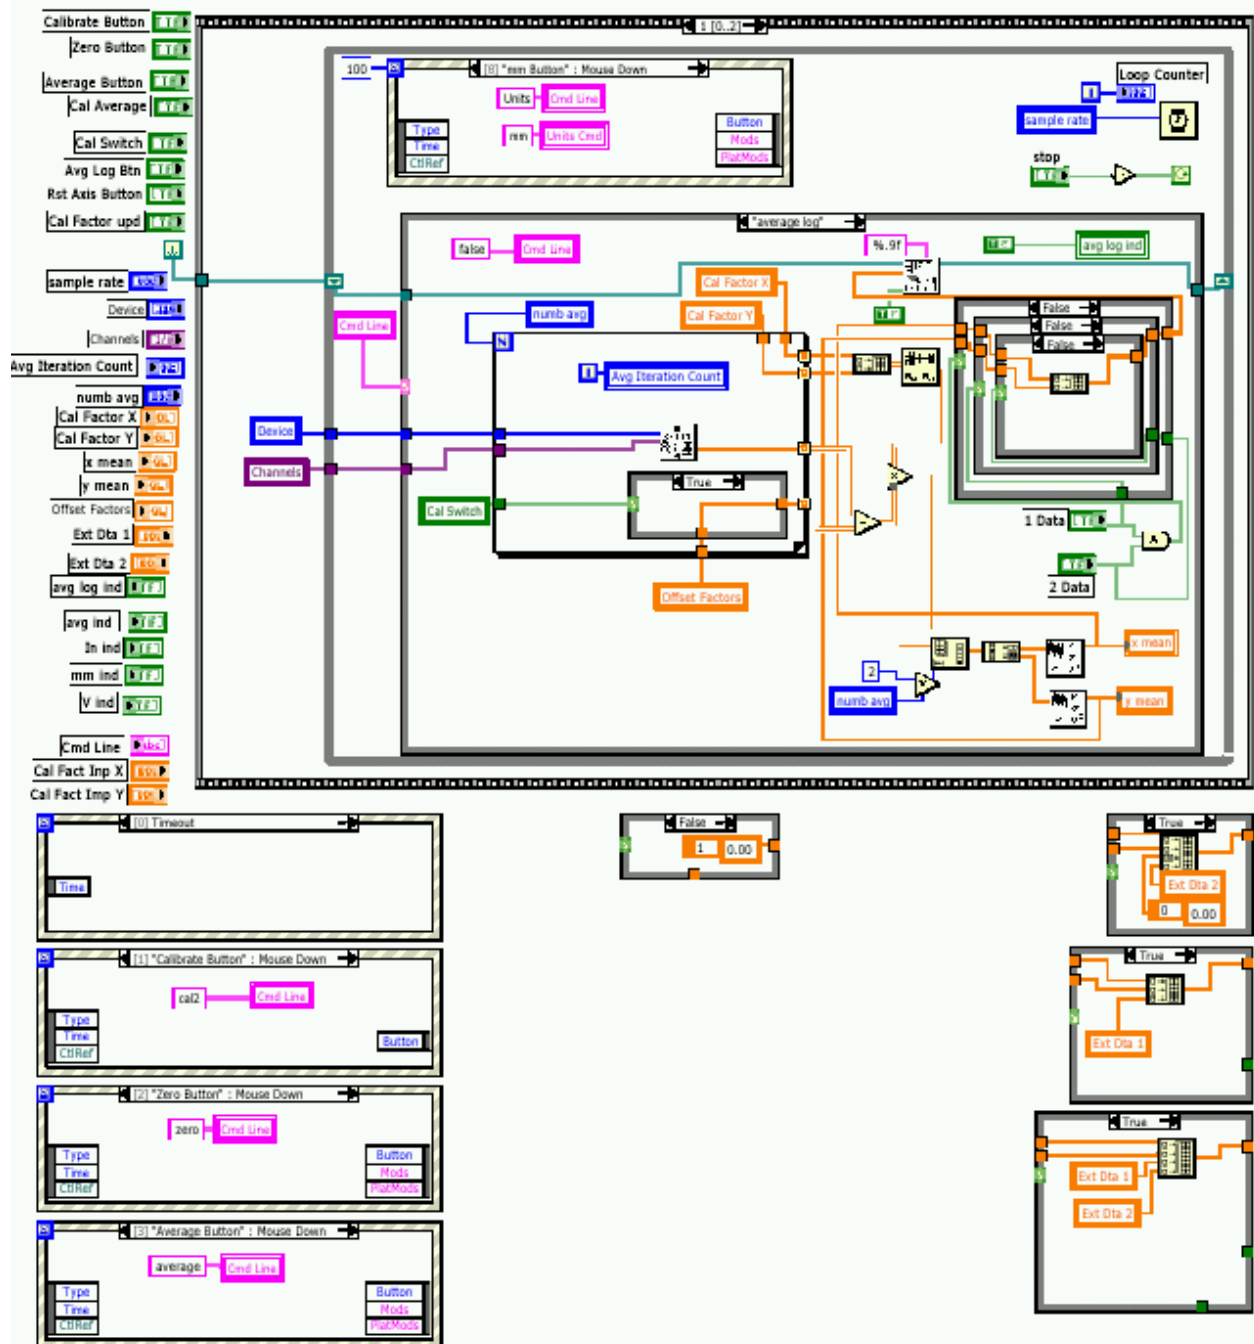 Calibrate Button
Zero Button
Average Button
Cal Average
Cal Switch
Avg Log Btn
Rst Axis Button
Cal Factor upd
sample rate
Device
Channels
Avg Iteration Count
numb avg
Cal Factor X
Cal Factor Y
x mean
y mean
Offset Factors
Ext Dta 1
Ext Dta 2
avg log ind
avg ind
In ind
mm ind
V ind
Cmd Line
Cal Fact Inp X
Cal Fact Imp Y
1 [0..2]
100
[8] "mm Button" : Mouse Down
Units
Cmd Line
mm
Units Cmd
Type
Time
CtlRef
Button
Mods
PlatMods
Loop Counter
i
sample rate
stop
"average log"
false
Cmd Line
%.9f
avg log ind
Cal Factor X
Cal Factor Y
numb avg
Cmd Line
N
i
Avg Iteration Count
Device
Channels
Cal Switch
True
Offset Factors
False
False
False
1 Data
2 Data
2
numb avg
x mean
y mean
[0] Timeout
Time
[1] "Calibrate Button" : Mouse Down
cal2
Cmd Line
Type
Time
CtlRef
Button
[2] "Zero Button" : Mouse Down
zero
Cmd Line
Type
Time
CtlRef
Button
Mods
PlatMods
[3] "Average Button" : Mouse Down
average
Cmd Line
Type
Time
CtlRef
Button
Mods
PlatMods
False
1
0.00
True
Ext Dta 2
0
0.00
True
Ext Dta 1
True
Ext Dta 1
Ext Dta 2